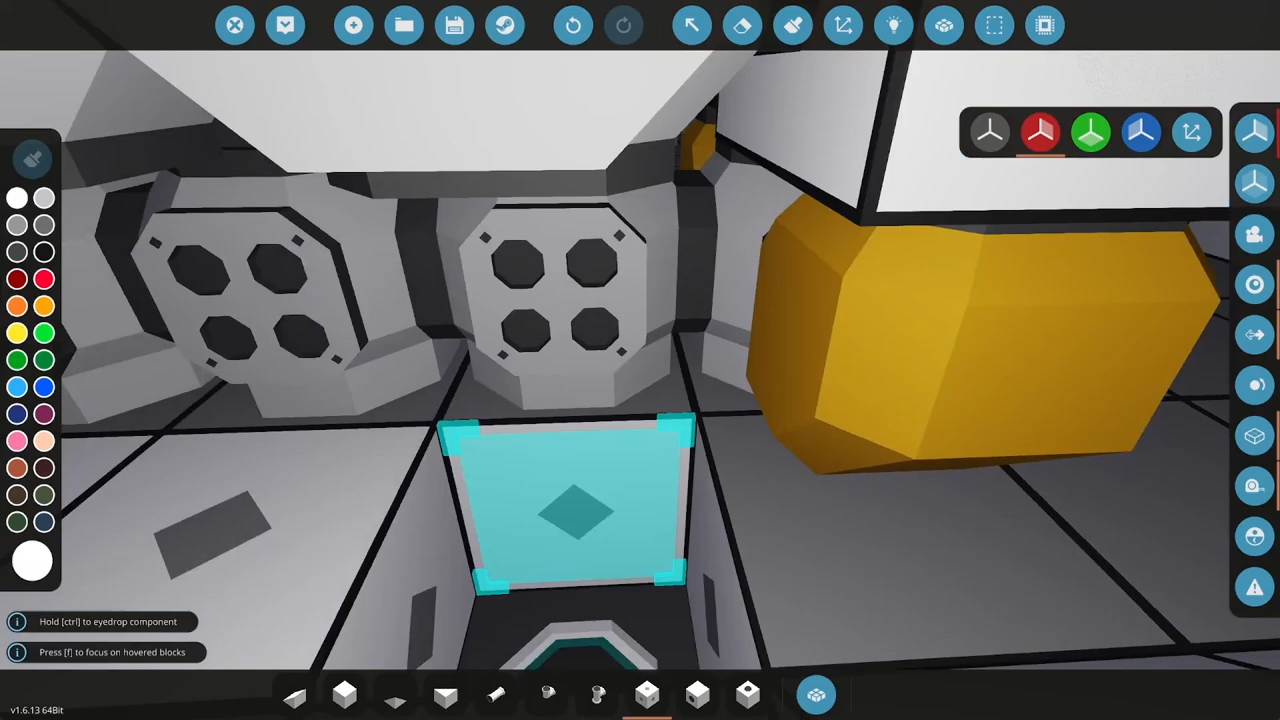 Hold [ctrl] to eyedrop component
Press [f] to focus on hovered blocks
v1.6.13 64Bit